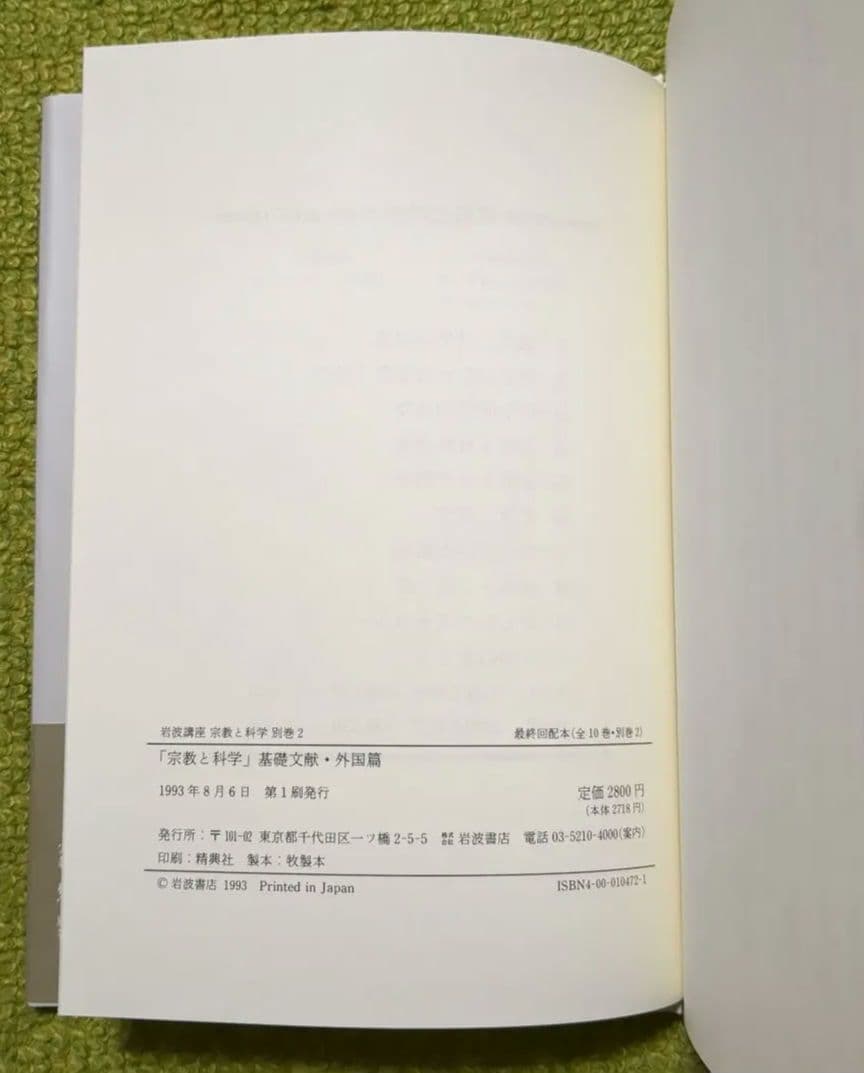 岩波講座 宗教と科学 別巻2
最終回配本(全10巻・別巻2)
「宗教と科学」基礎文献・外国篇
1993年8月6日 第1刷発行
定価2800円
(本体2718円)
発行所:〒101-02 東京都千代田区一ツ橋2-5-5 株式会社 岩波書店 電話03-5210-4000(案内)
印刷:精興社 製本:牧製本
© 岩波書店 1993 Printed in Japan
ISBN4-00-010472-1